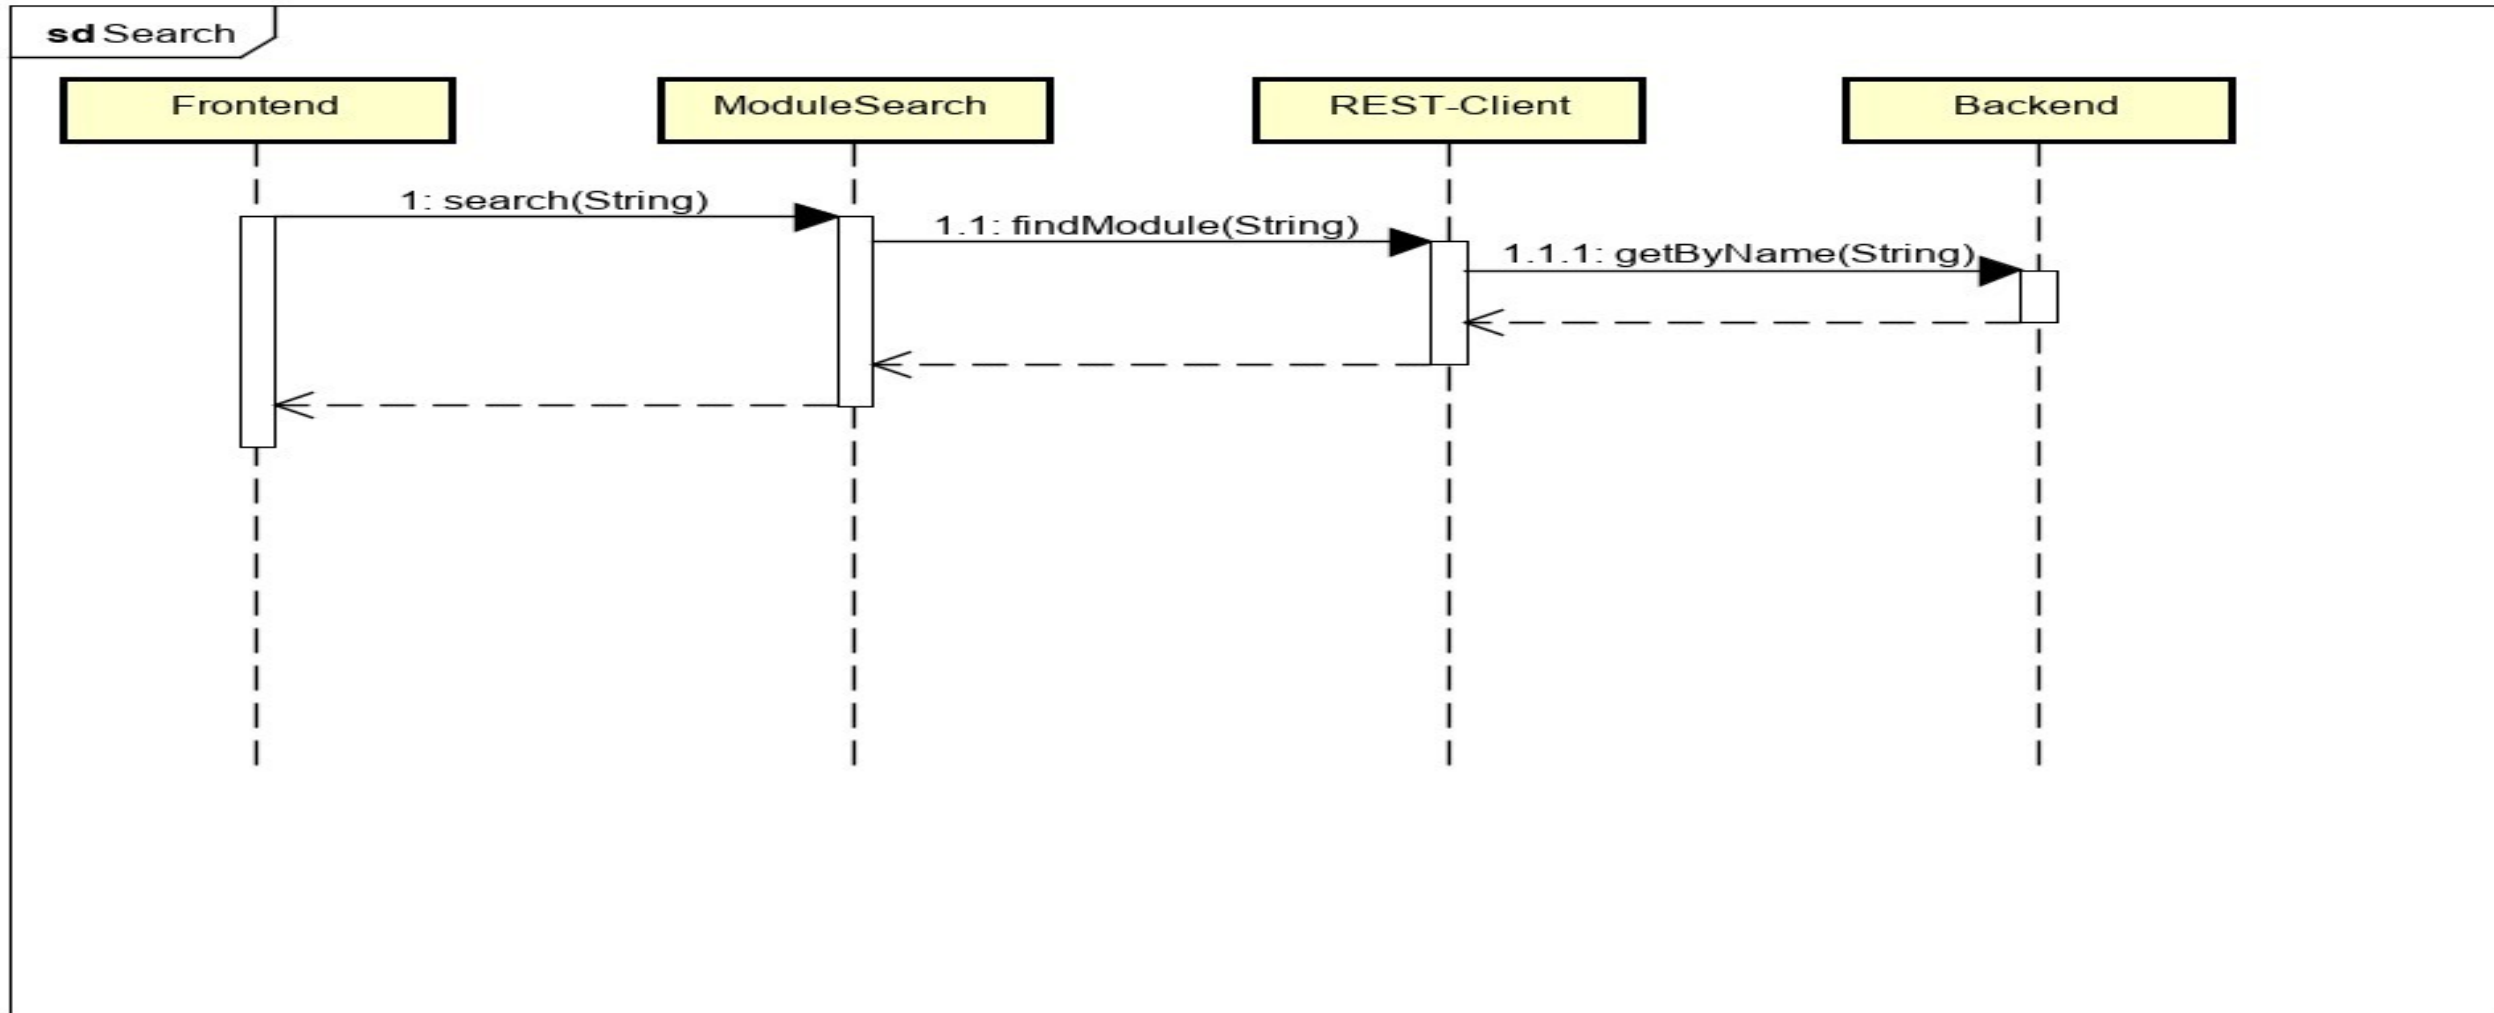 sd Search
Frontend
ModuleSearch
REST-Client
Backend
1: search(String)
1.1: findModule(String)
1.1.1: getByName(String)